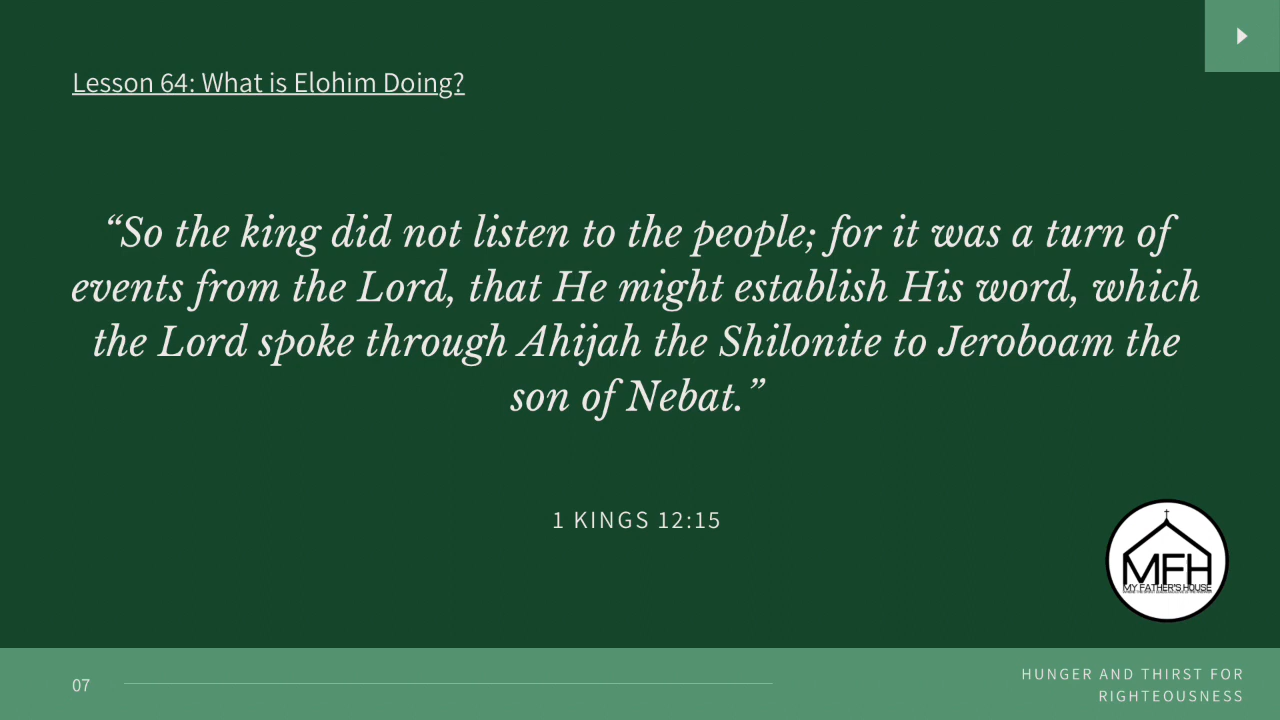 Lesson 64: What is Elohim Doing?
“So the king did not listen to the people; for it was a turn of
events from the Lord, that He might establish His word, which
the Lord spoke through Ahijah the Shilonite to Jeroboam the
son of Nebat.”
1 KINGS 12:15
MFH
MY FATHER'S HOUSE
07
HUNGER AND THIRST FOR
RIGHTEOUSNESS